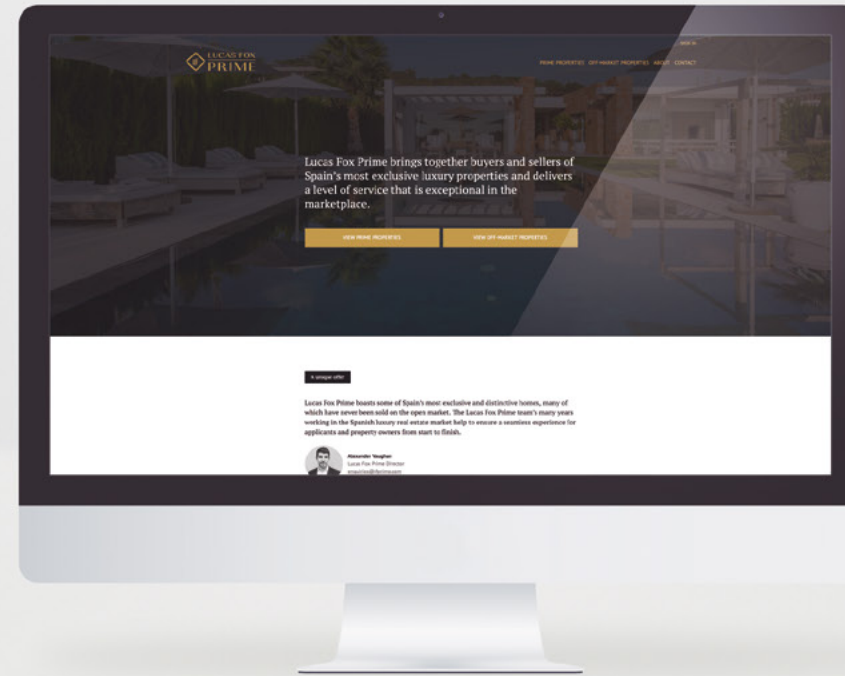 SIGN IN
LUCAS FOX
PRIME
PRIME PROPERTIES OFF-MARKET PROPERTIES ABOUT CONTACT
Lucas Fox Prime brings together buyers and sellers of
Spain's most exclusive luxury properties and delivers
a level of service that is exceptional in the
marketplace.
VIEW PRIME PROPERTIES VIEW OFF-MARKET PROPERTIES
A unique offer
Lucas Fox Prime boasts some of Spain's most exclusive and distinctive homes, many of
which have never been sold on the open market. The Lucas Fox Prime team's many years
working in the Spanish luxury real estate market help to ensure a seamless experience for
applicants and property owners from start to finish.
Alexander Vaughan
Lucas Fox Prime Director
enquiries@lfprime.com